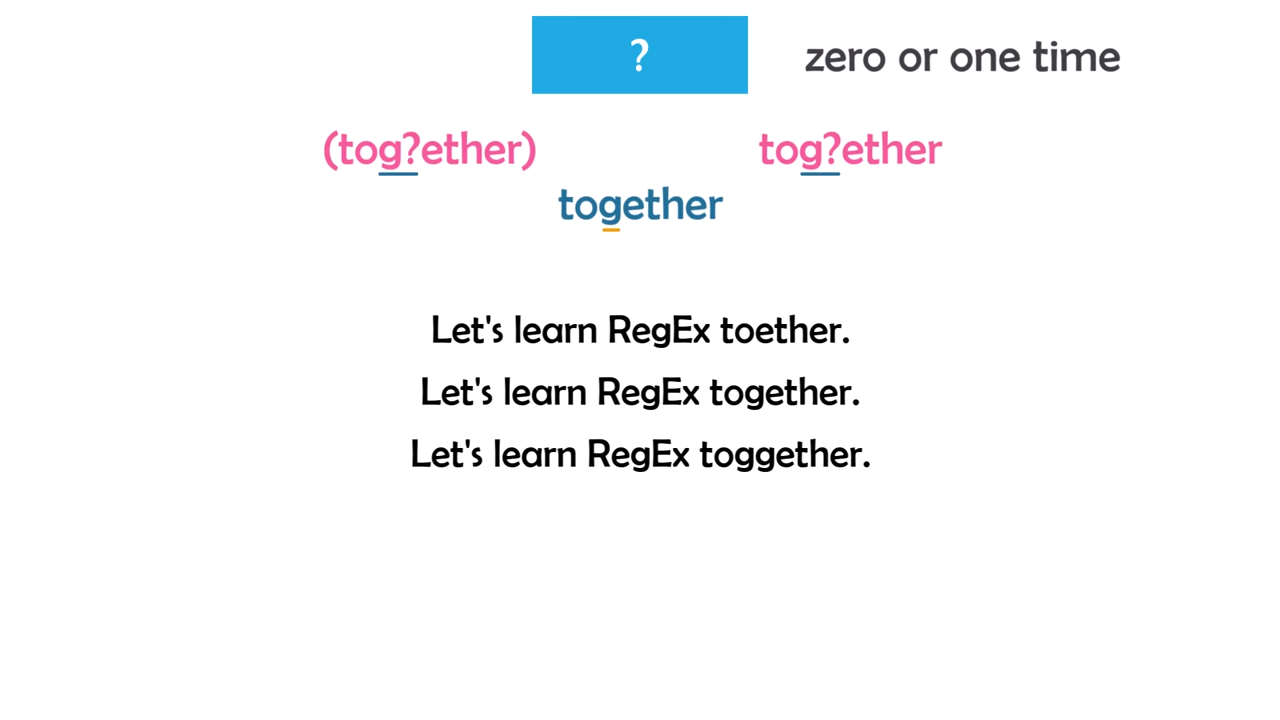 ? zero or one time
(tog?ether) tog?ether
together
Let's learn RegEx toether.
Let's learn RegEx together.
Let's learn RegEx toggether.